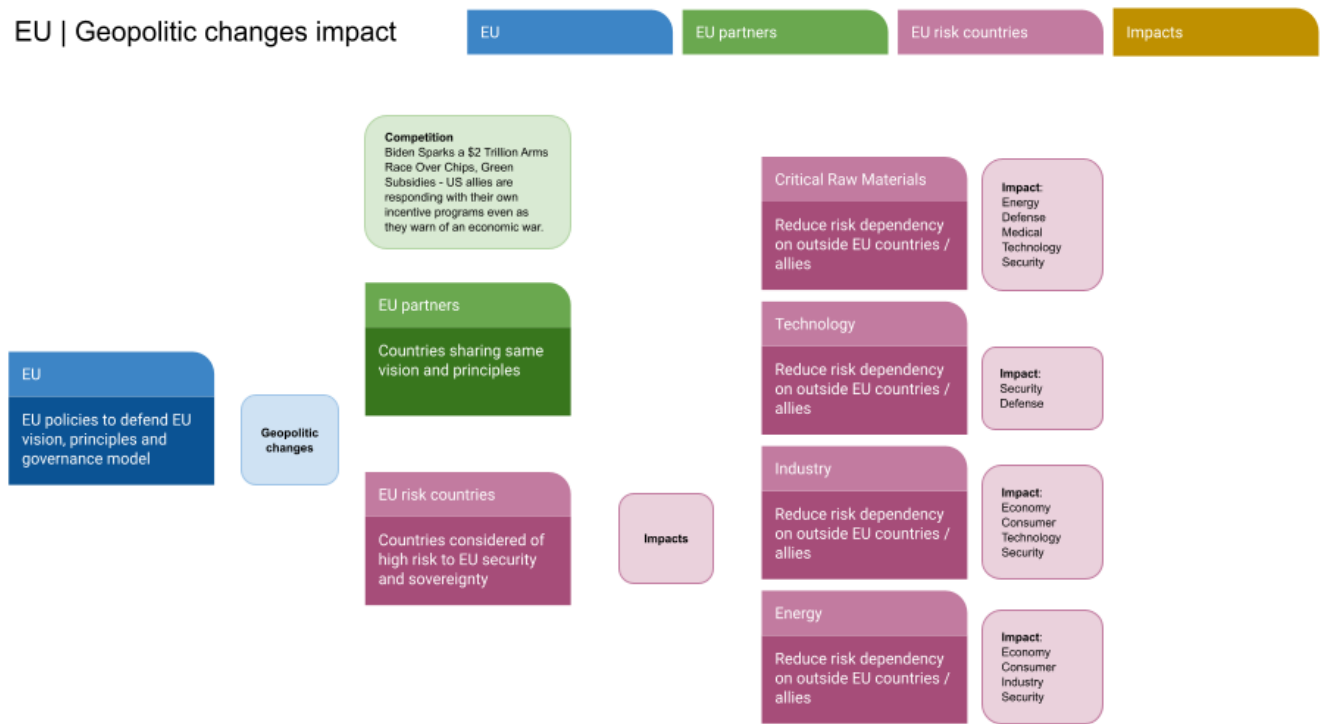 EU | Geopolitic changes impact
EU
EU partners
EU risk countries
Impacts
EU
EU policies to defend EU
vision, principles and
governance model
Geopolitic
changes
Competition
Biden Sparks a $2 Trillion Arms
Race Over Chips, Green
Subsidies - US allies are
responding with their own
incentive programs even as
they warn of an economic war.
EU partners
Countries sharing same
vision and principles
EU risk countries
Countries considered of
high risk to EU security
and sovereignty
Impacts
Critical Raw Materials
Reduce risk dependency
on outside EU countries /
allies
Impact:
Energy
Defense
Medical
Technology
Security
Technology
Reduce risk dependency
on outside EU countries /
allies
Impact:
Security
Defense
Industry
Reduce risk dependency
on outside EU countries /
allies
Impact:
Economy
Consumer
Technology
Security
Energy
Reduce risk dependency
on outside EU countries /
allies
Impact:
Economy
Consumer
Industry
Security